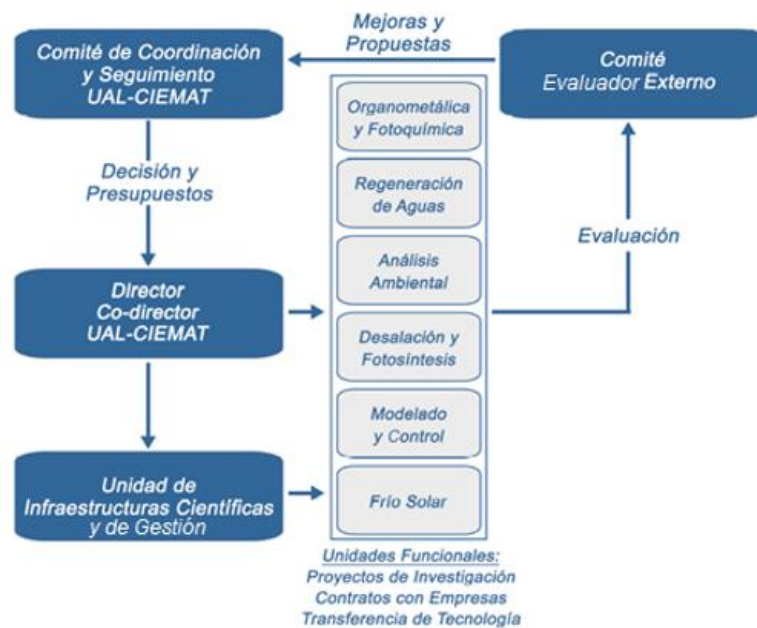 Mejoras y
Propuestas
Comité de Coordinación
y Seguimiento
UAL-CIEMAT
Comité
Evaluador Externo
Decisión y
Presupuestos
Organometálica
y Fotoquímica
Regeneración
de Aguas
Análisis
Ambiental
Desalación y
Fotosíntesis
Modelado
y Control
Frío Solar
Evaluación
Director
Co-director
UAL-CIEMAT
Unidad de
Infraestructuras Científicas
y de Gestión
Unidades Funcionales:
Proyectos de Investigación
Contratos con Empresas
Transferencia de Tecnología